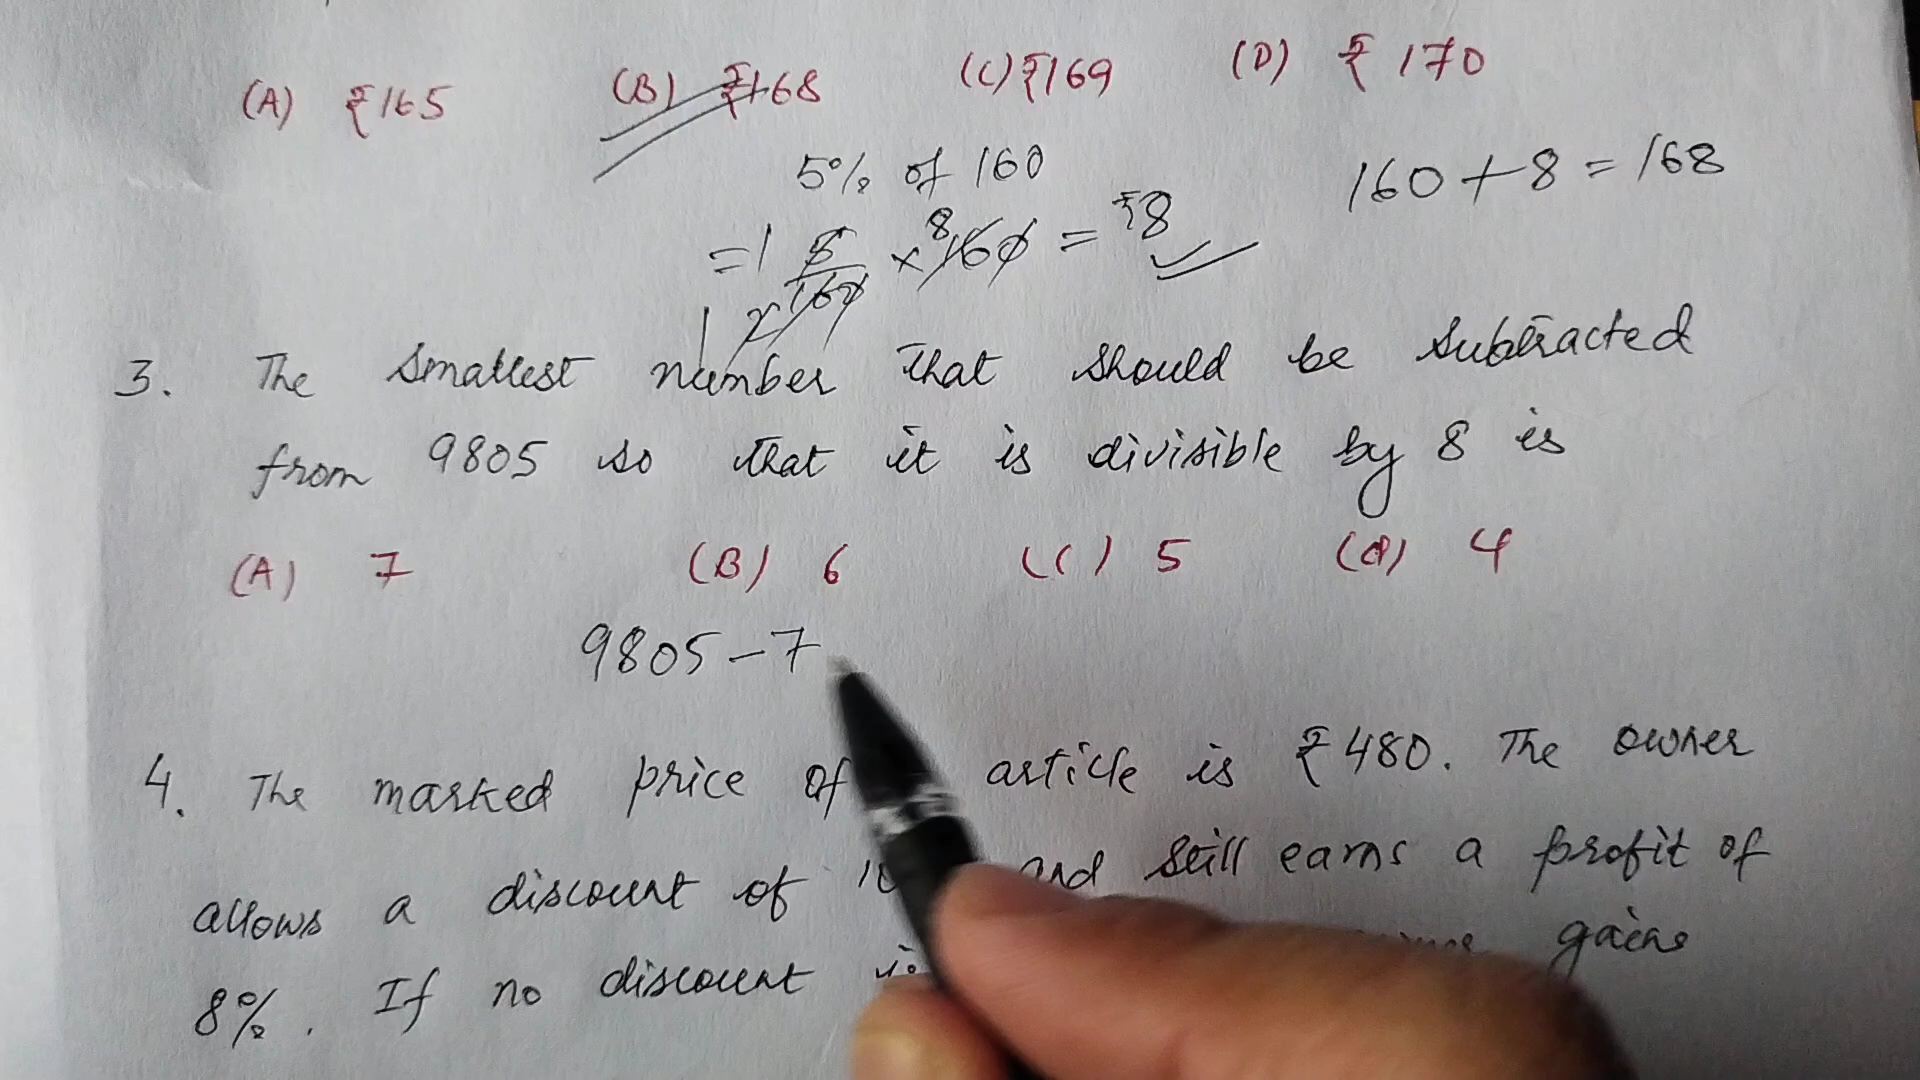 (A) ₹165 (B) ₹168 (C) ₹169 (D) ₹170
5% of 160
160 + 8 = 168
= 5/100 × 160 = ₹8
3. The smallest number that should be subtracted
from 9805 so that it is divisible by 8 is
(A) 7 (B) 6 (C) 5 (D) 4
9805 - 7
4. The marked price of article is ₹480. The owner
allows a discount of and still earns a profit of
8%. If no discount gains